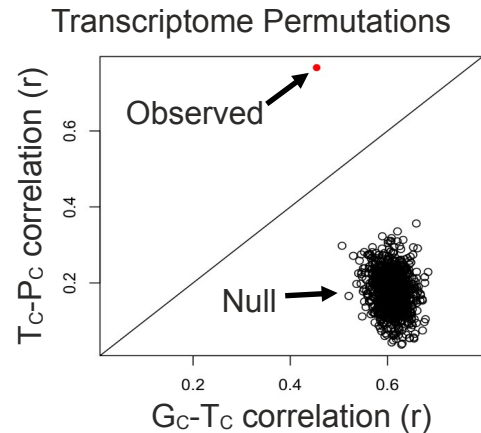 Transcriptome Permutations
Observed
Null
TC-PC correlation (r)
0.2 0.4 0.6
0.2 0.4 0.6
GC-TC correlation (r)